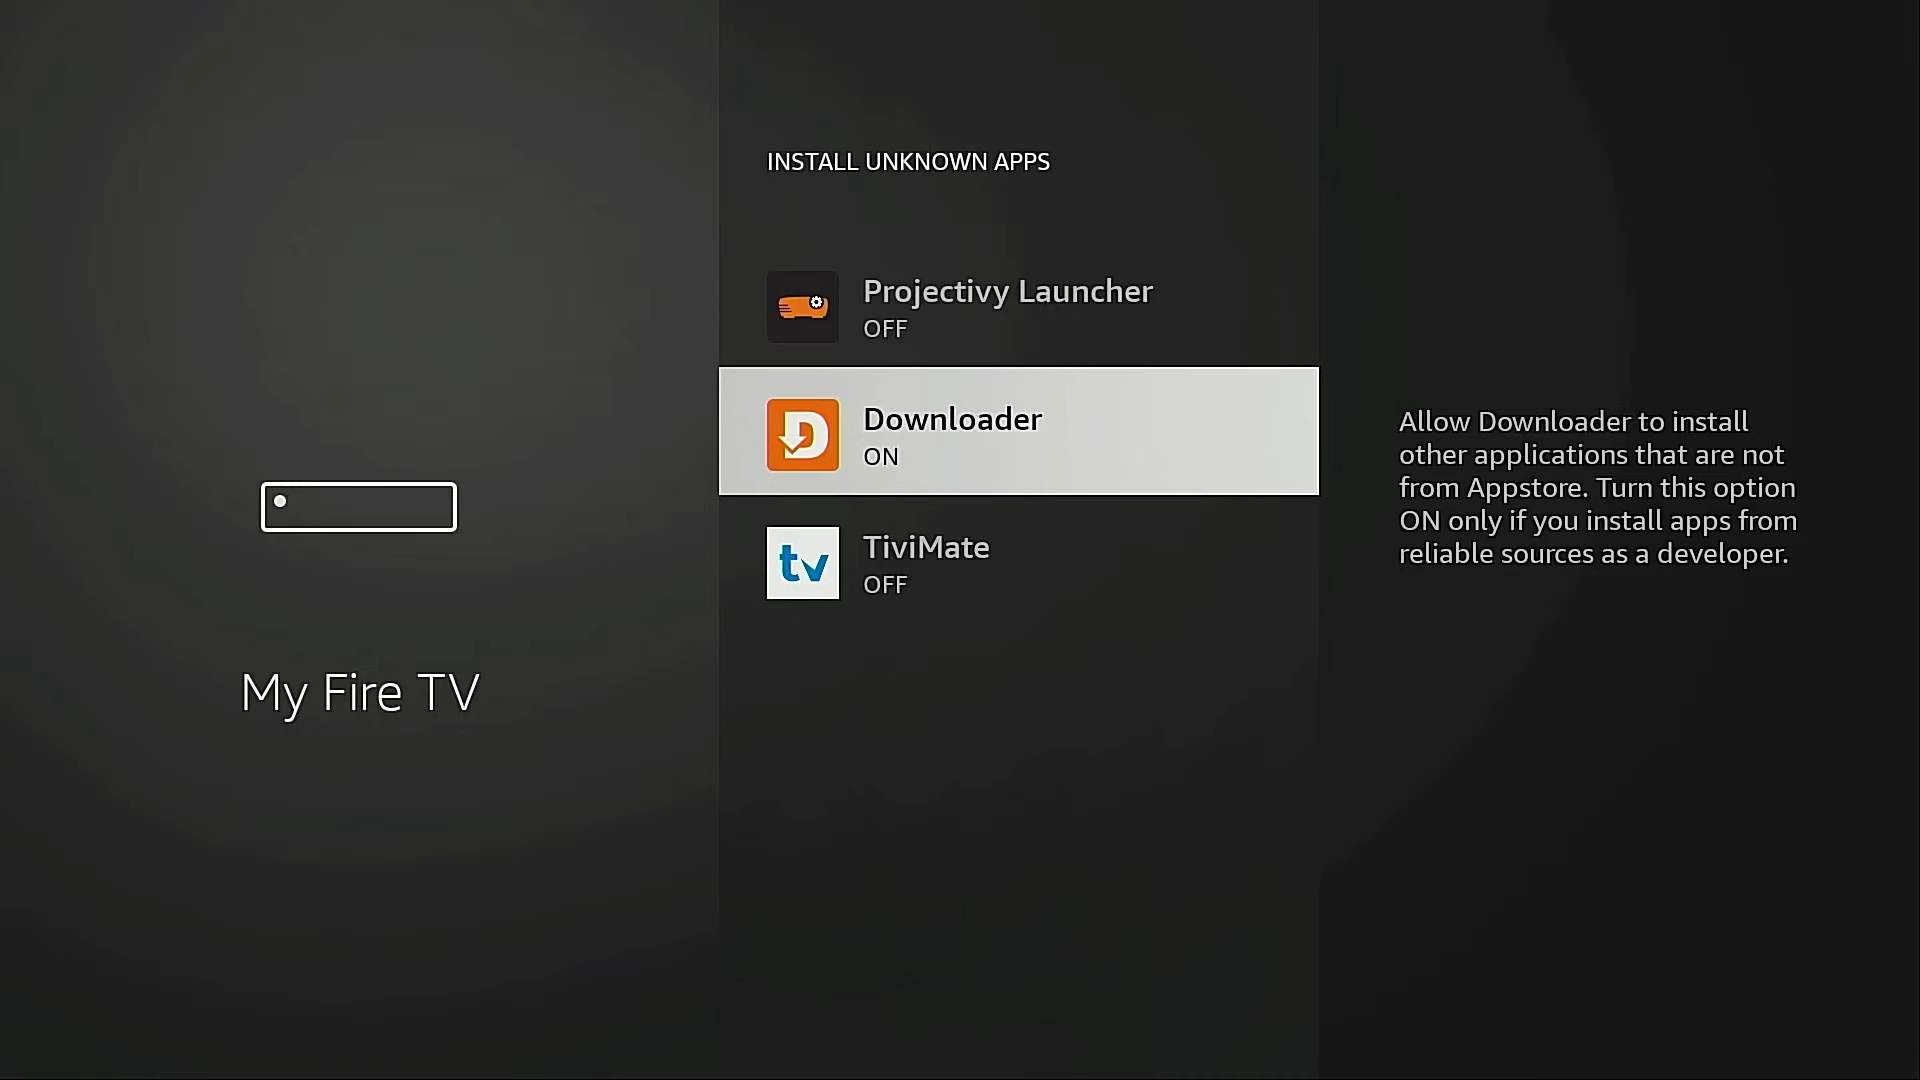 INSTALL UNKNOWN APPS
Projectivy Launcher
OFF
D
Downloader
ON
tv
TiviMate
OFF
My Fire TV
Allow Downloader to install
other applications that are not
from Appstore. Turn this option
ON only if you install apps from
reliable sources as a developer.